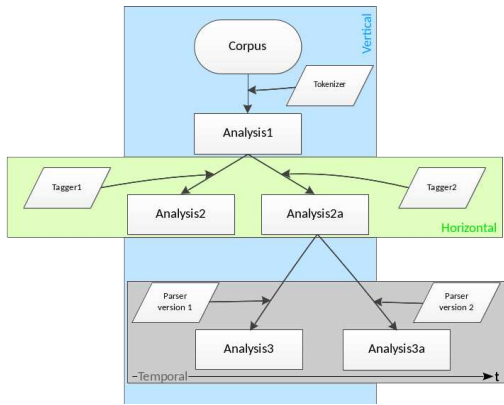 Corpus
Vertical
Tokenizer
Analysis1
Tagger1
Tagger2
Analysis2
Analysis2a
Horizontal
Parser
version 1
Parser
version 2
Analysis3
Analysis3a
Temporal
t